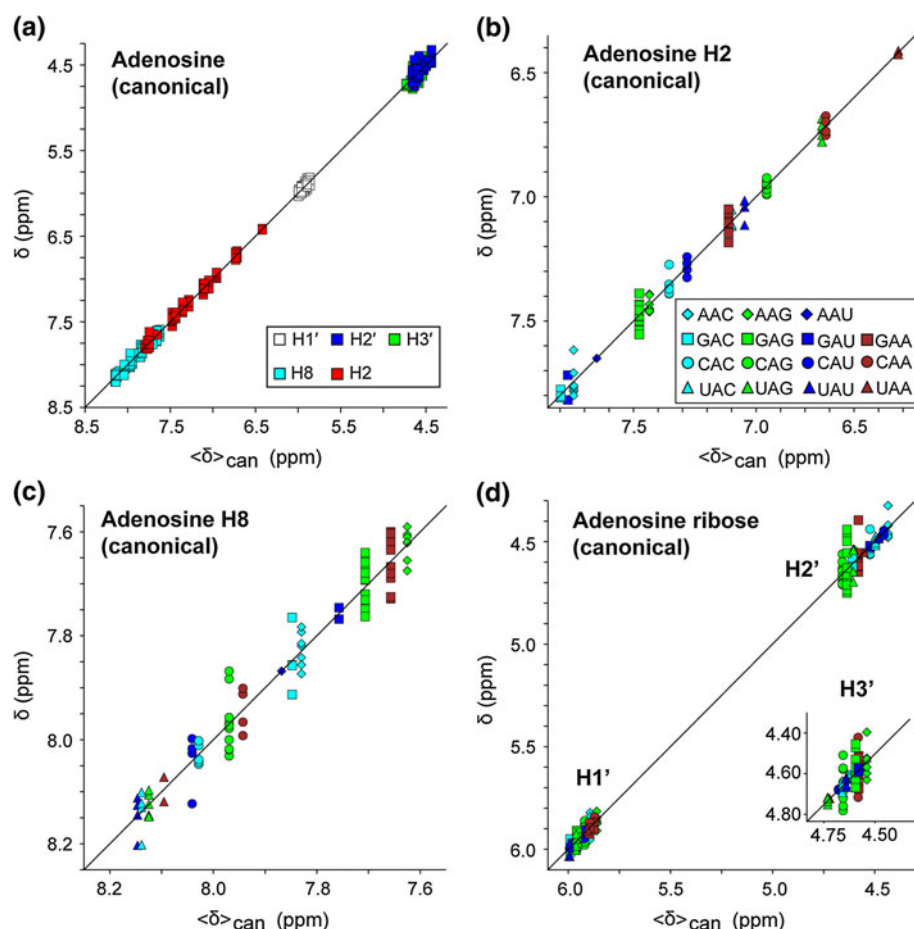 (a)
Adenosine
(canonical)
4.5
5.5
6.5
7.5
8.5
δ (ppm)
H1′ H2′ H3′
H8 H2
8.5 7.5 6.5 5.5 4.5
<δ>can (ppm)
(b)
Adenosine H2
(canonical)
6.5
7.0
7.5
δ (ppm)
AAC AAG AAU
GAC GAG GAU GAA
CAC CAG CAU CAA
UAC UAG UAU UAA
7.5 7.0 6.5
<δ>can (ppm)
(c)
Adenosine H8
(canonical)
7.6
7.8
8.0
8.2
δ (ppm)
8.2 8.0 7.8 7.6
<δ>can (ppm)
(d)
Adenosine ribose
(canonical)
4.5
5.0
5.5
6.0
δ (ppm)
H2’
H3’
H1’
4.40
4.60
4.80
4.75 4.50
6.0 5.5 5.0 4.5
<δ>can (ppm)